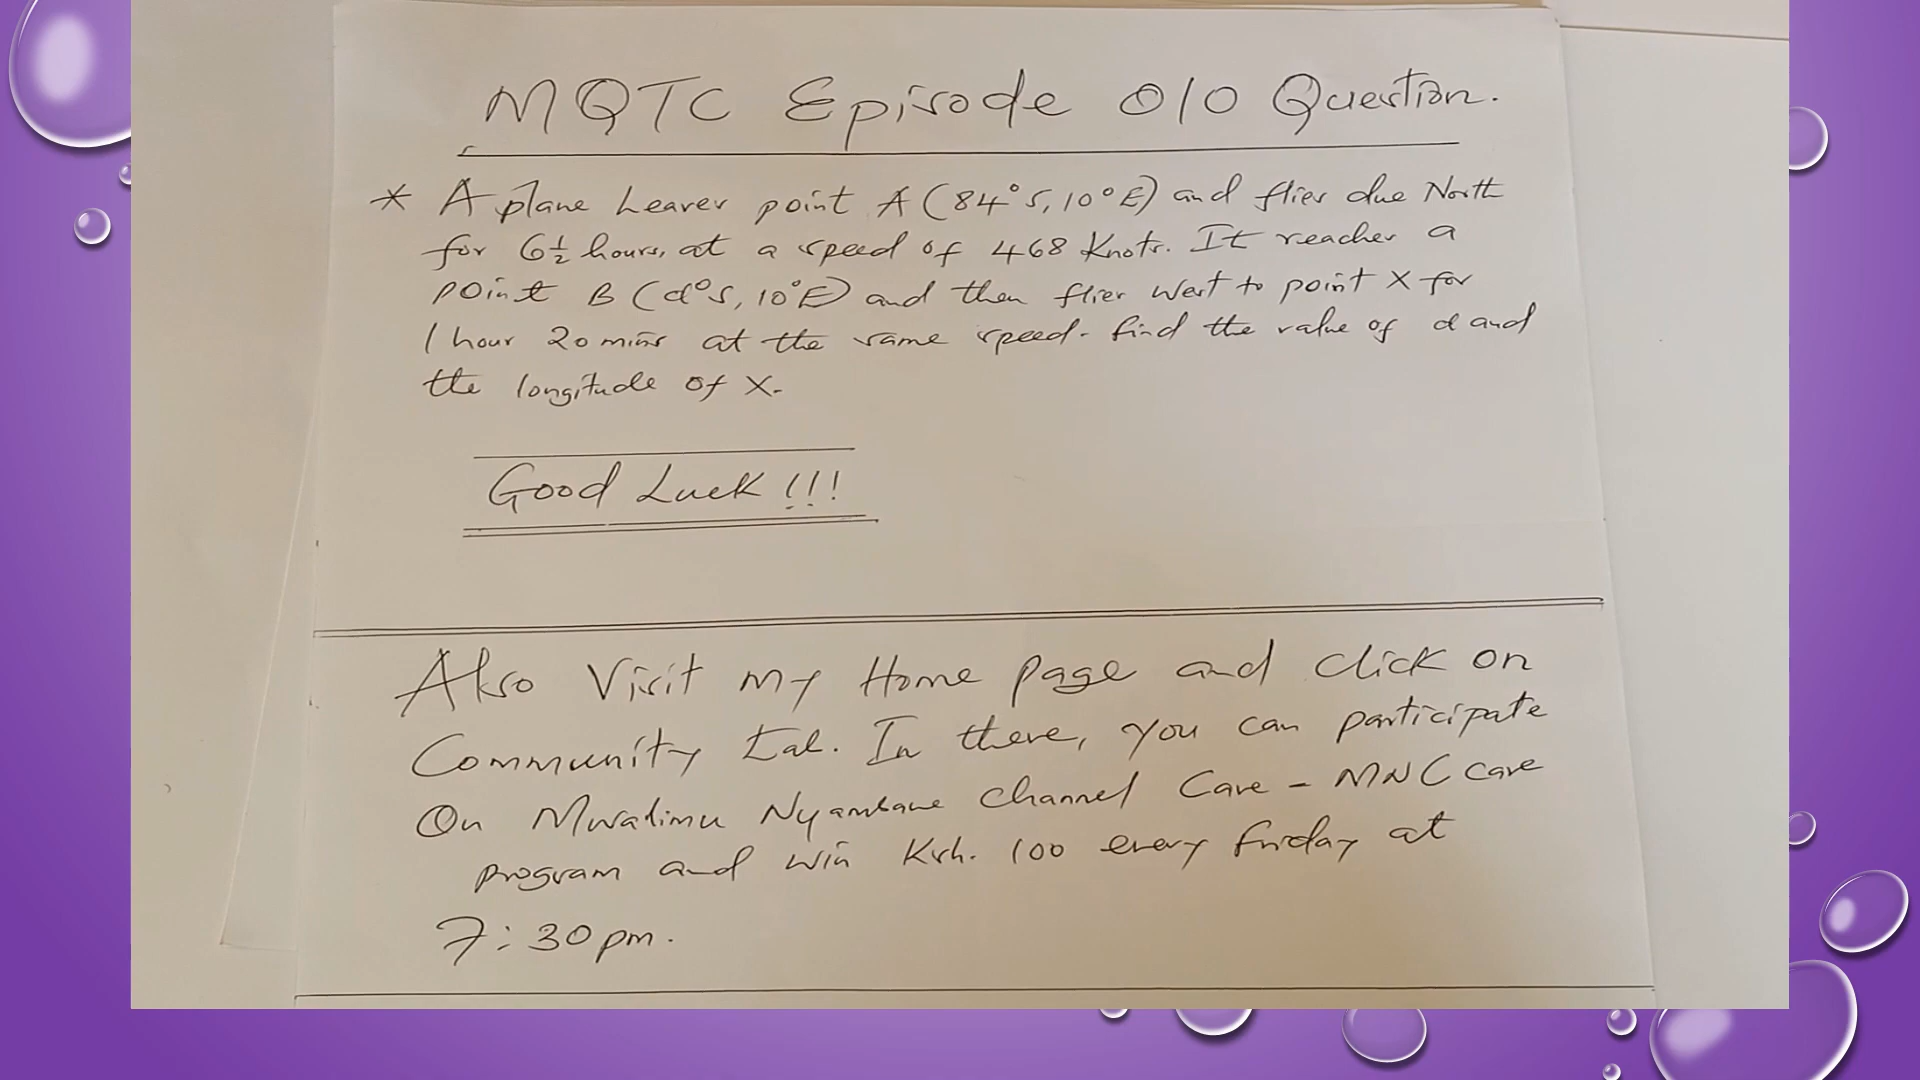 MQTC Episode 010 Question.
* A plane leaves point A (84°S, 10°E) and flies due North
for 6½ hours, at a speed of 468 Knots. It reaches a
point B (d°S, 10°E) and then flies West to point X for
1 hour 20 mins at the same speed. find the value of d and
the longitude of X.
Good Luck !!!
Also Visit my Home page and click on
Community tab. In there, you can participate
On Mwalimu Nyambane Channel Care - MNC Care
program and win Ksh. 100 every friday at
7:30pm.